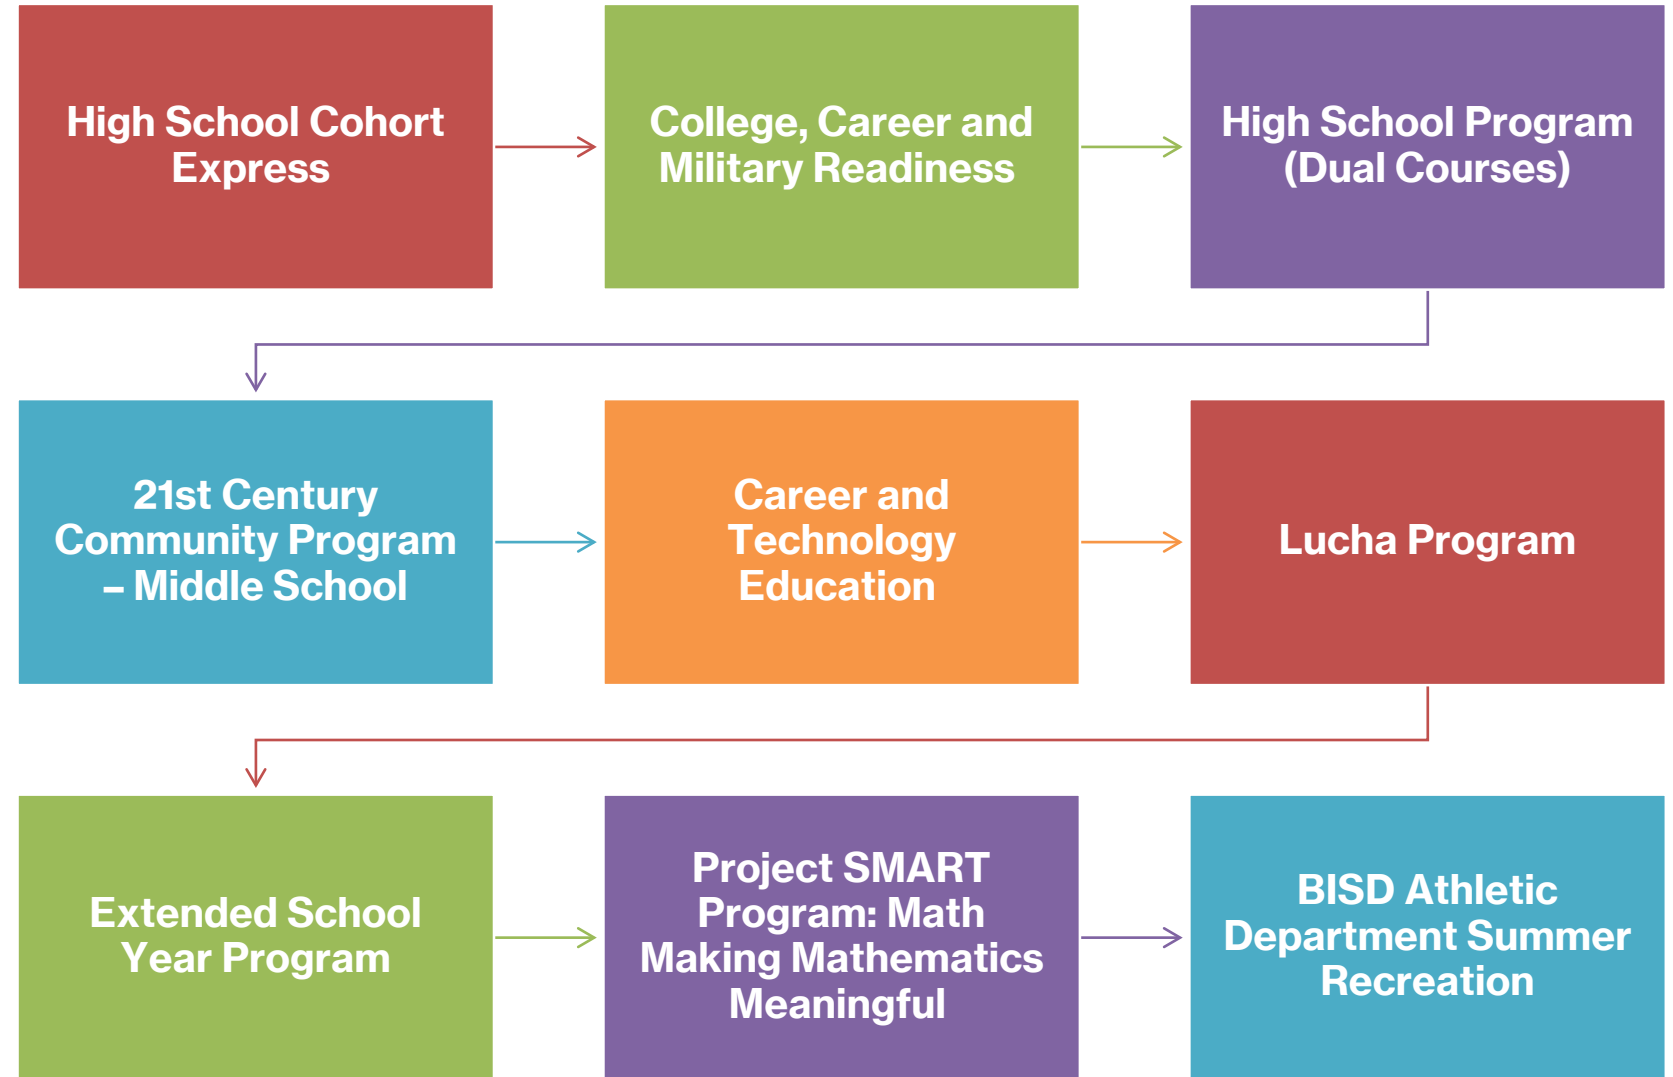 High School Cohort
Express
College, Career and
Military Readiness
High School Program
(Dual Courses)
21st Century
Community Program
– Middle School
Career and
Technology
Education
Lucha Program
Extended School
Year Program
Project SMART
Program: Math
Making Mathematics
Meaningful
BISD Athletic
Department Summer
Recreation